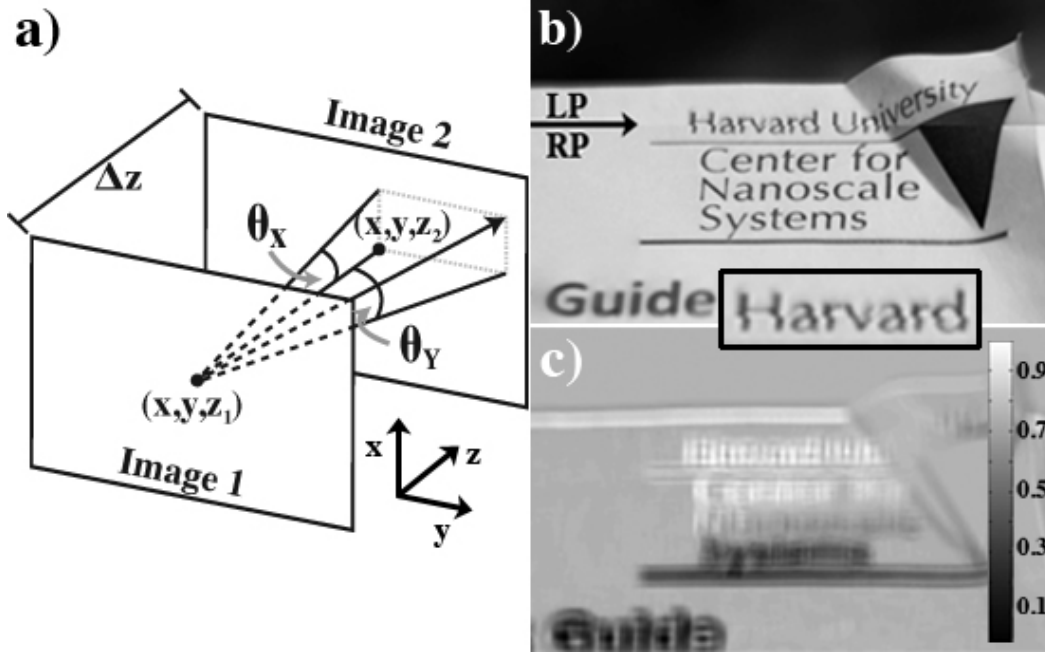 a)
Image 2
Δz
(x,y,z₂)
θX
θY
(x,y,z₁)
Image 1
x
z
y
b)
LP
RP
Harvard University
Center for
Nanoscale
Systems
Guide
Harvard
c)
0.9
0.7
0.5
0.3
0.1
Guide